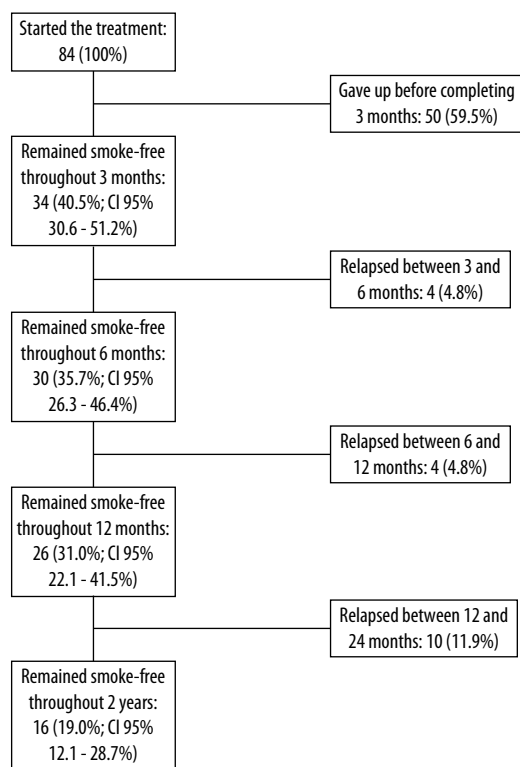 Started the treatment:
84 (100%)
Gave up before completing
3 months: 50 (59.5%)
Remained smoke-free
throughout 3 months:
34 (40.5%; CI 95%
30.6 - 51.2%)
Relapsed between 3 and
6 months: 4 (4.8%)
Remained smoke-free
throughout 6 months:
30 (35.7%; CI 95%
26.3 - 46.4%)
Relapsed between 6 and
12 months: 4 (4.8%)
Remained smoke-free
throughout 12 months:
26 (31.0%; CI 95%
22.1 - 41.5%)
Relapsed between 12 and
24 months: 10 (11.9%)
Remained smoke-free
throughout 2 years:
16 (19.0%; CI 95%
12.1 - 28.7%)